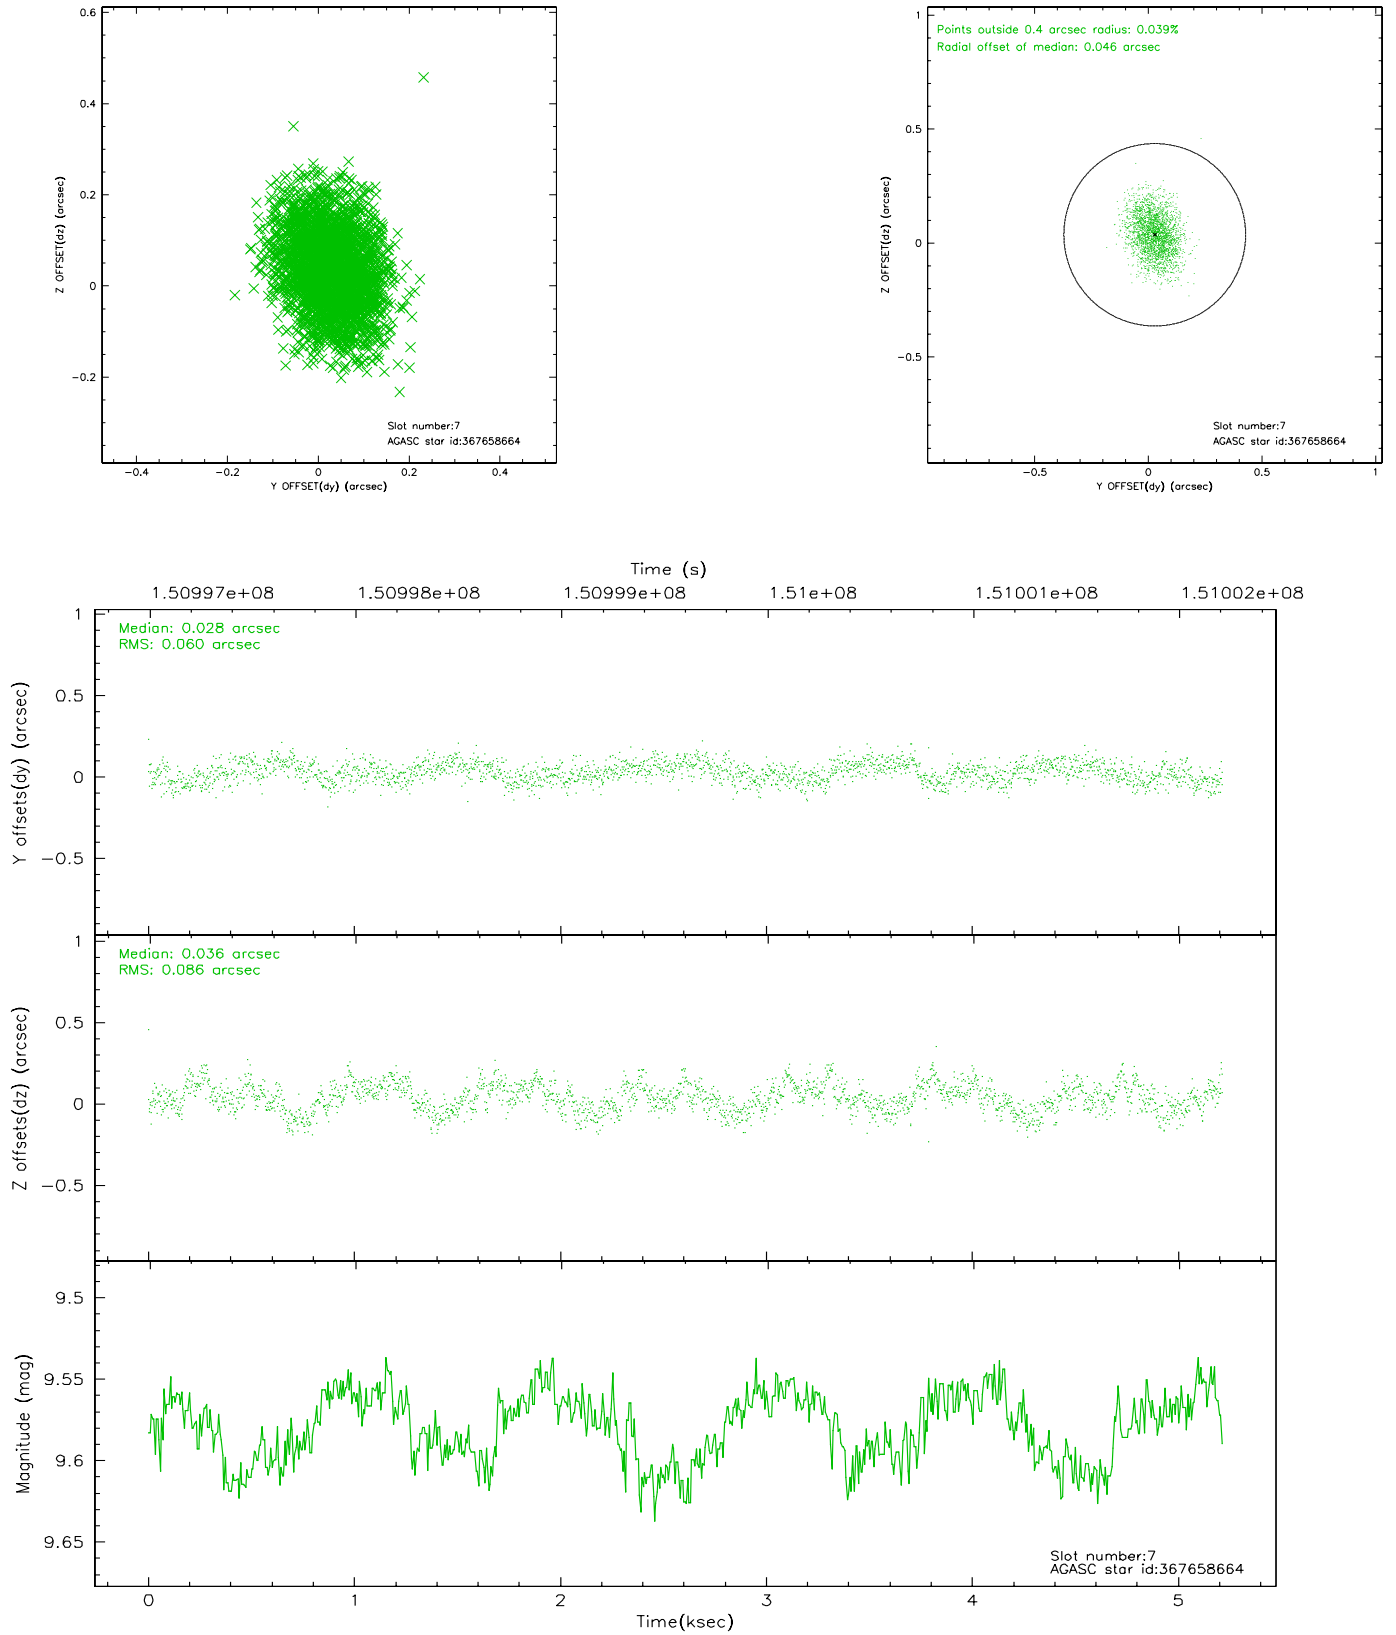 0.6
0.4
0.2
0
−0.2
−0.4
−0.2
0
0.2
0.4
Z OFFSET(dz) (arcsec)
Y OFFSET(dy) (arcsec)
Slot number:7
AGASC star id:367658664
Points outside 0.4 arcsec radius: 0.039%
Radial offset of median: 0.046 arcsec
1
0.5
0
−0.5
−0.5
0
0.5
1
Z OFFSET(dz) (arcsec)
Y OFFSET(dy) (arcsec)
Slot number:7
AGASC star id:367658664
Time (s)
1.50997e+08 1.50998e+08 1.50999e+08 1.51e+08 1.51001e+08 1.51002e+08
Median: 0.028 arcsec
RMS: 0.060 arcsec
1
0.5
0
−0.5
Y offsets(dy) (arcsec)
Median: 0.036 arcsec
RMS: 0.086 arcsec
1
0.5
0
−0.5
Z offsets(dz) (arcsec)
9.5
9.55
9.6
9.65
Magnitude (mag)
Slot number:7
AGASC star id:367658664
0 1 2 3 4 5
Time(ksec)